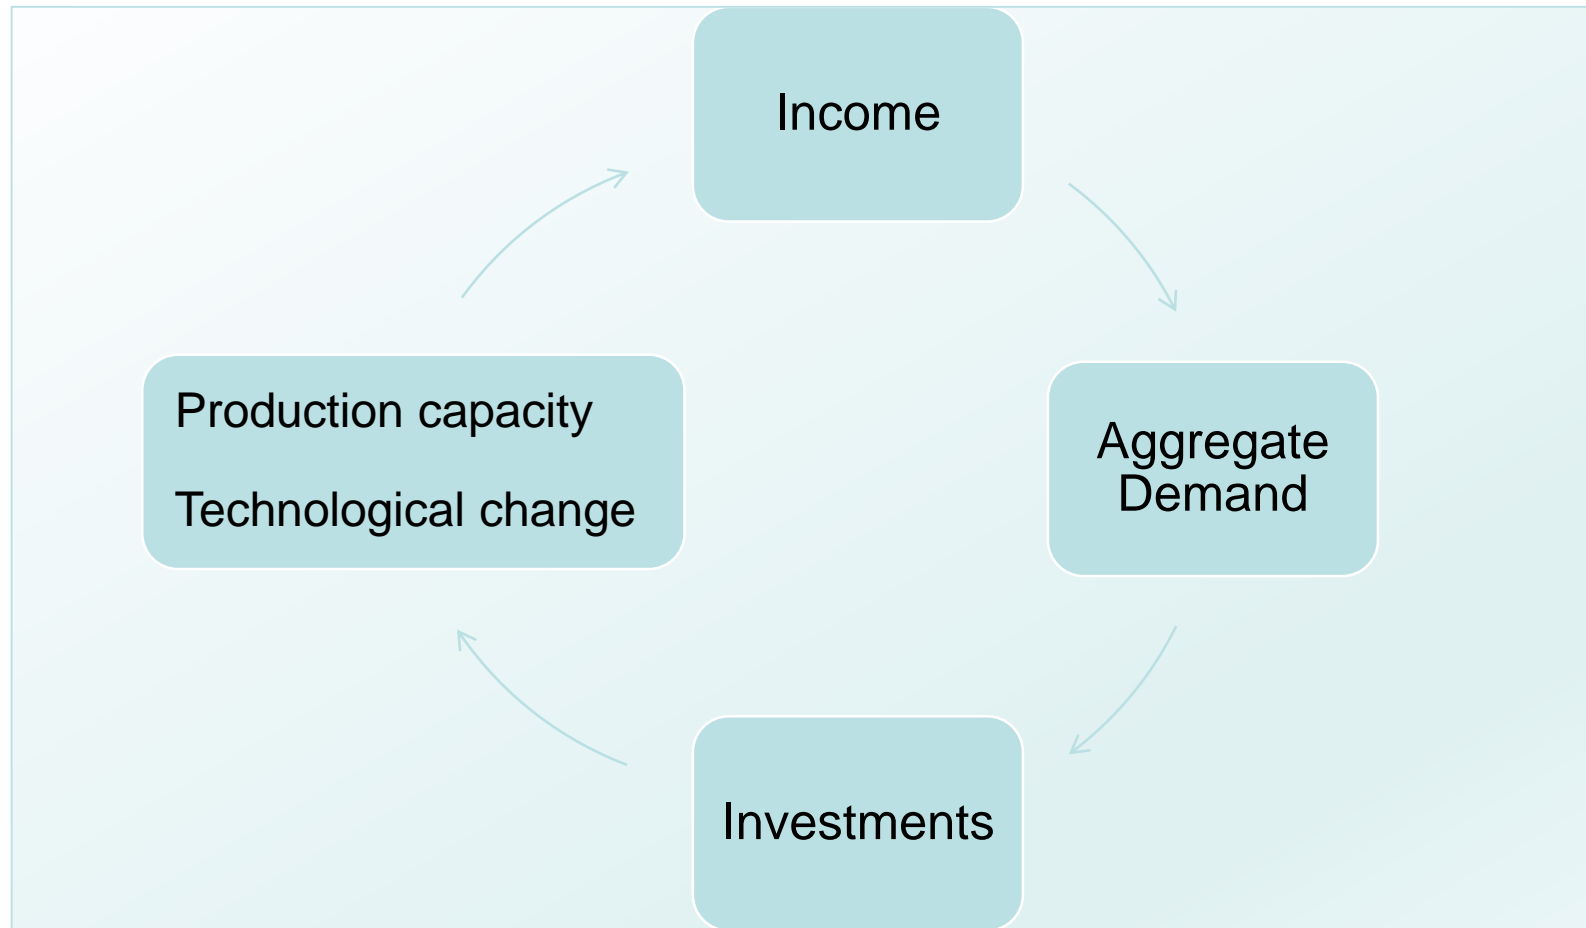 Income
Production capacity
Technological change
Aggregate
Demand
Investments